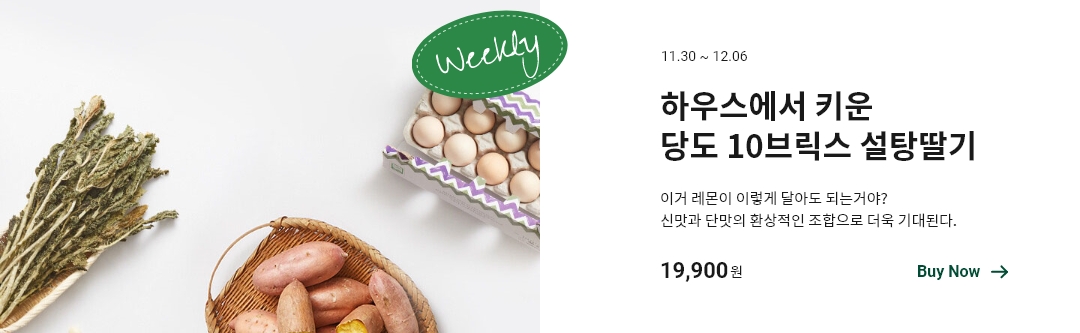 Weekly
11.30 ~ 12.06
하우스에서 키운
당도 10브릭스 설탕딸기
이거 레몬이 이렇게 달아도 되는거야?
신맛과 단맛의 환상적인 조합으로 더욱 기대된다.
19,900원
Buy Now →